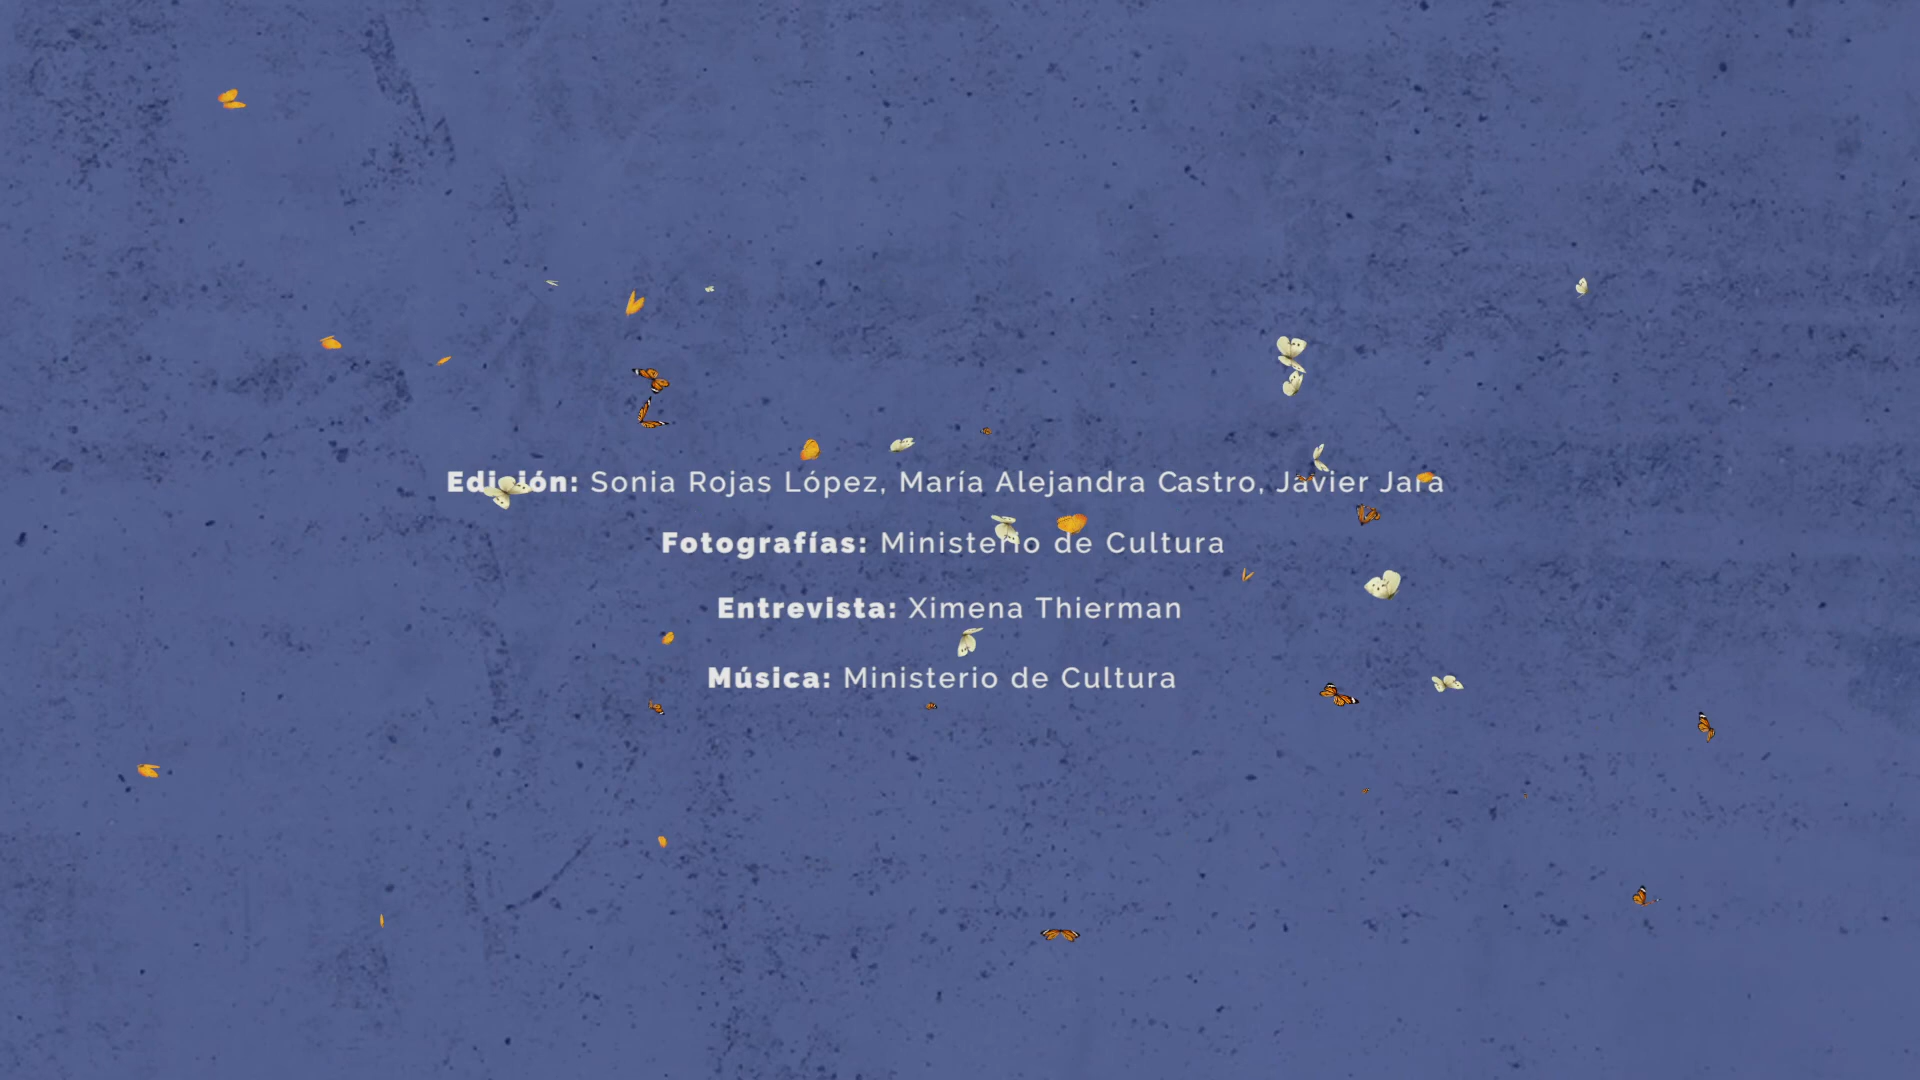 Edición: Sonia Rojas López, María Alejandra Castro, Javier Jara
Fotografías: Ministerio de Cultura
Entrevista: Ximena Thierman
Música: Ministerio de Cultura